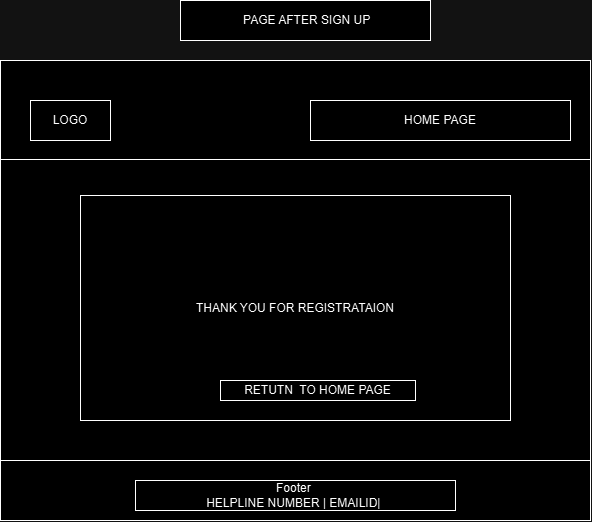 PAGE AFTER SIGN UP
LOGO
HOME PAGE
THANK YOU FOR REGISTRATAION
RETUTN  TO HOME PAGE
Footer
HELPLINE NUMBER | EMAILID|